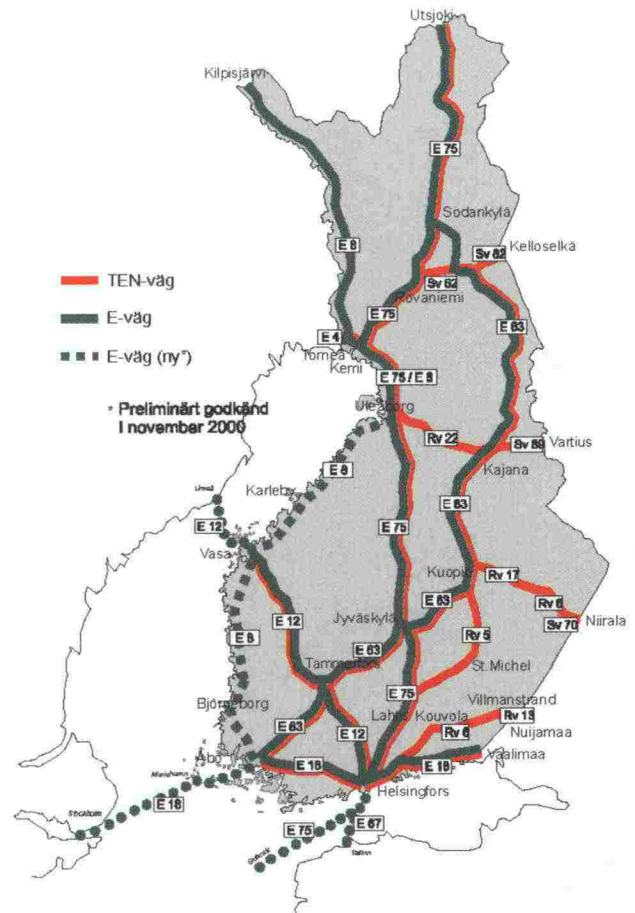 Utsjoki
Kilpisjärvi
E 75
Sodankylä
Kelloselkä
Sv 82
E 8
TEN-väg
Sv 82
Rovaniemi
E-väg
E 75
E 63
E 4
E-väg (ny*)
Torneå
Kemi
E 75 / E 8
* Preliminärt godkänd
i november 2000
Uleåborg
Rv 22
Sv 89
Vartius
E 8
Kajana
Karleby
Umeå
E 63
E 12
E 75
Vasa
Kuopio
Rv 17
E 63
Rv 6
E 8
E 12
Jyväskylä
Sv 70
Niirala
E 63
Rv 5
Tammerfors
St.Michel
E 75
Björneborg
Villmanstrand
E 63
Lahtis
Kouvola
Rv 13
E 12
Rv 6
Nuijamaa
Åbo
Vaalimaa
E 18
E 18
Mariehamn
Helsingfors
E 18
Stockholm
E 75
E 67
Gdansk
Tallinn